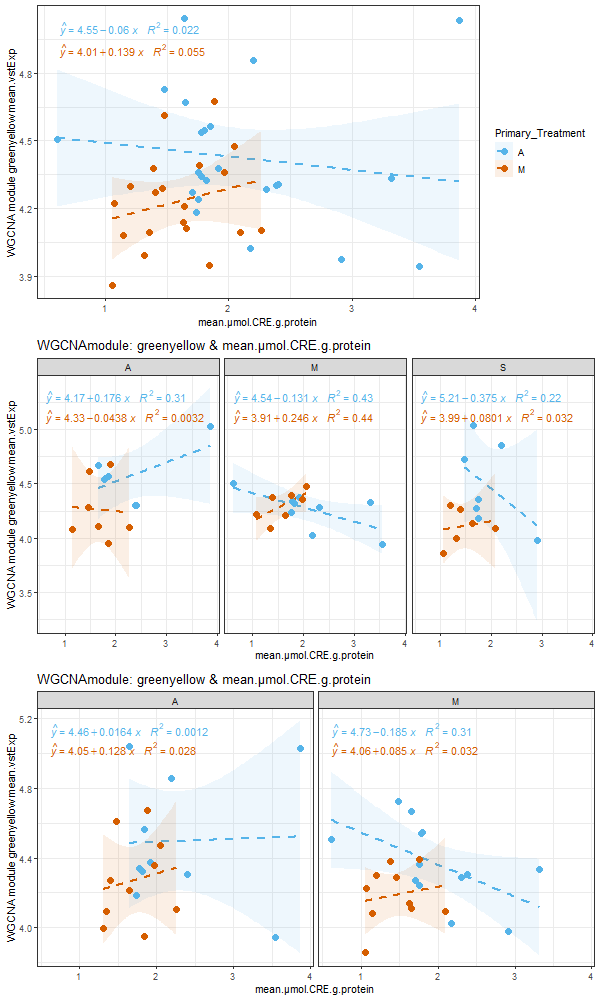 ŷ = 4.55 − 0.06 x   R² = 0.022
ŷ = 4.01 + 0.139 x   R² = 0.055
4.8
4.5
4.2
3.9
WGCNA module greenyellow mean.vstExp
1 2 3 4
mean.µmol.CRE.g.protein
Primary_Treatment
A
M
WGCNAmodule: greenyellow & mean.µmol.CRE.g.protein
A M S
ŷ = 4.17 + 0.176 x   R² = 0.31
ŷ = 4.33 − 0.0438 x   R² = 0.0032
ŷ = 4.54 − 0.131 x   R² = 0.43
ŷ = 3.91 + 0.246 x   R² = 0.44
ŷ = 5.21 − 0.375 x   R² = 0.22
ŷ = 3.99 + 0.0801 x   R² = 0.032
5.0
4.5
4.0
3.5
WGCNA module greenyellow mean.vstExp
1 2 3 4 1 2 3 4 1 2 3 4
mean.µmol.CRE.g.protein
WGCNAmodule: greenyellow & mean.µmol.CRE.g.protein
A M
ŷ = 4.46 + 0.0164 x   R² = 0.0012
ŷ = 4.05 + 0.128 x   R² = 0.028
ŷ = 4.73 − 0.185 x   R² = 0.31
ŷ = 4.06 + 0.085 x   R² = 0.032
5.2
4.8
4.4
4.0
WGCNA module greenyellow mean.vstExp
1 2 3 4 1 2 3 4
mean.µmol.CRE.g.protein